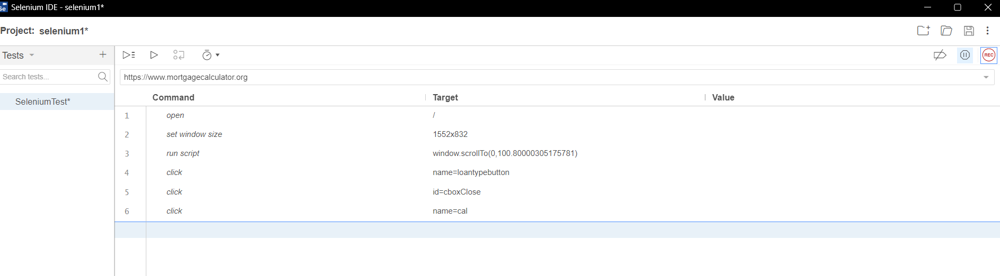 Selenium IDE - selenium1*
Project: selenium1*
Tests
REC
Search tests...
https://www.mortgagecalculator.org
Command Target Value
SeleniumTest*
1 open /
2 set window size 1552x832
3 run script window.scrollTo(0,100.80000305175781)
4 click name=loantypebutton
5 click id=cboxClose
6 click name=cal